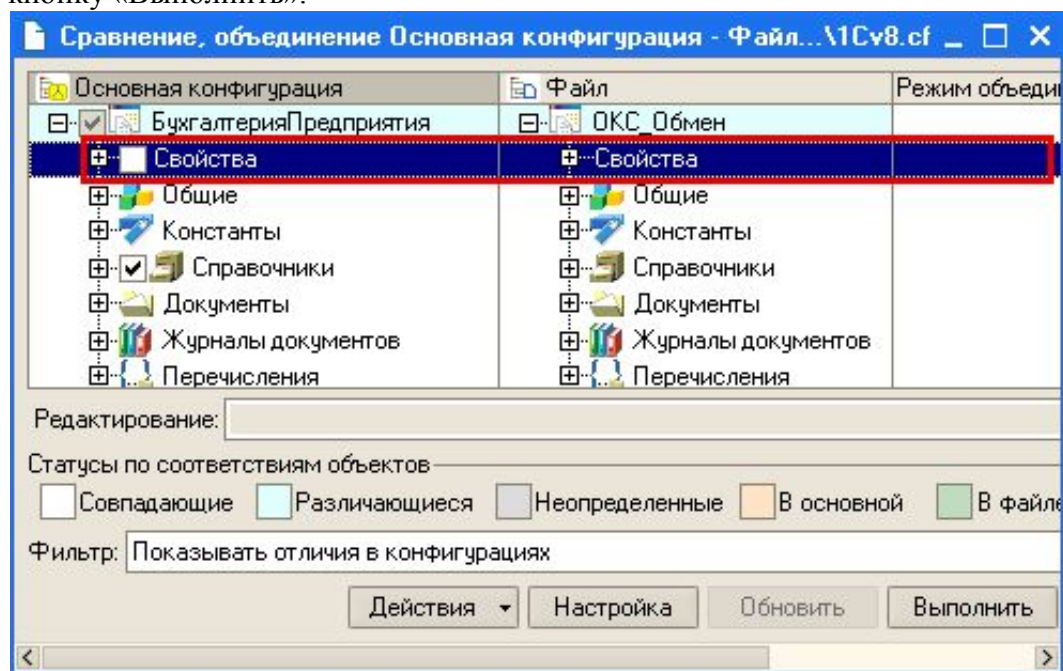 кнопку «Выполнить».
Сравнение, объединение Основная конфигурация - Файл...\1Cv8.cf
Основная конфигурация Файл Режим объеди
БухгалтерияПредприятия ОКС_Обмен
Свойства Свойства
Общие Общие
Константы Константы
Справочники Справочники
Документы Документы
Журналы документов Журналы документов
Перечисления Перечисления
Редактирование:
Статусы по соответствиям объектов
Совпадающие Различающиеся Неопределенные В основной В файле
Фильтр: Показывать отличия в конфигурациях
Действия Настройка Обновить Выполнить